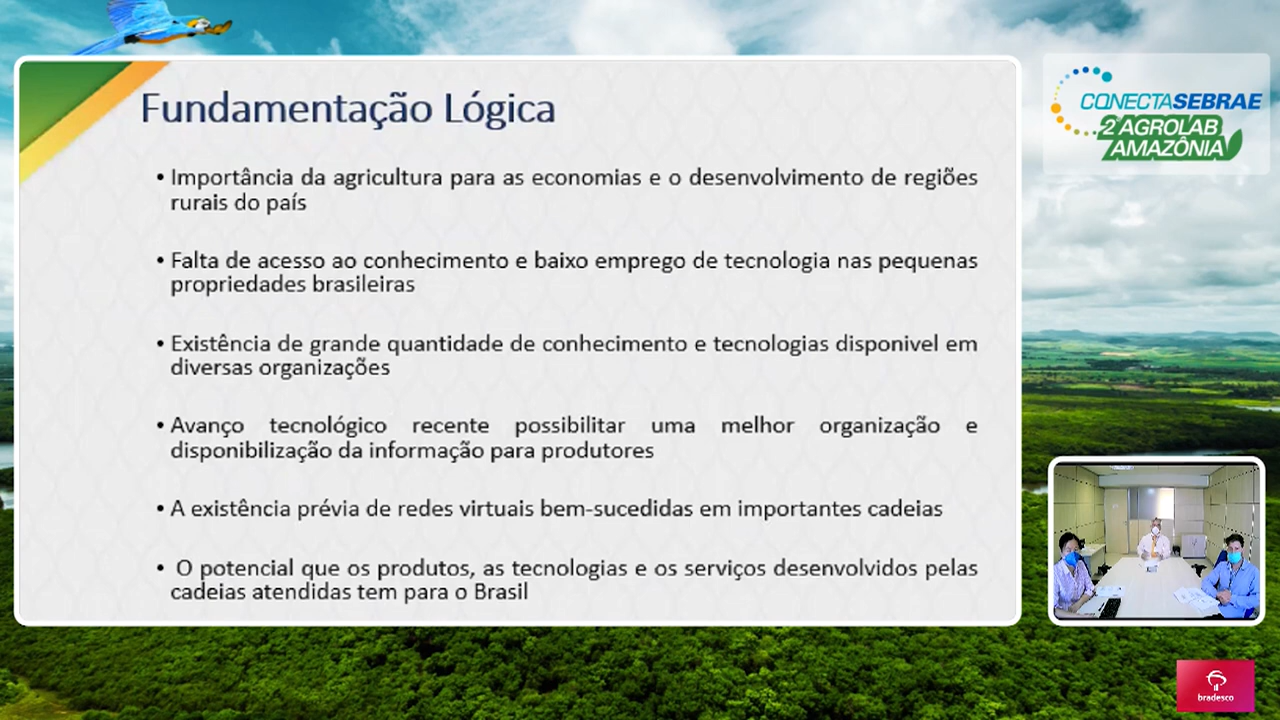 Fundamentação Lógica
• Importância da agricultura para as economias e o desenvolvimento de regiões
rurais do país
• Falta de acesso ao conhecimento e baixo emprego de tecnologia nas pequenas
propriedades brasileiras
• Existência de grande quantidade de conhecimento e tecnologias disponivel em
diversas organizações
• Avanço tecnológico recente possibilitar uma melhor organização e
disponibilização da informação para produtores
• A existência prévia de redes virtuais bem-sucedidas em importantes cadeias
• O potencial que os produtos, as tecnologias e os serviços desenvolvidos pelas
cadeias atendidas tem para o Brasil
CONECTASEBRAE
2º AGROLAB
AMAZÔNIA
bradesco